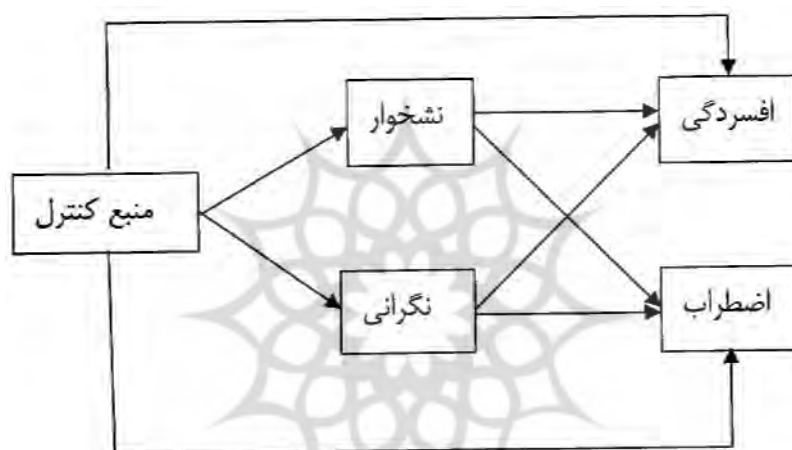 نشخوار
افسردگی
منبع کنترل
نگرانی
اضطراب